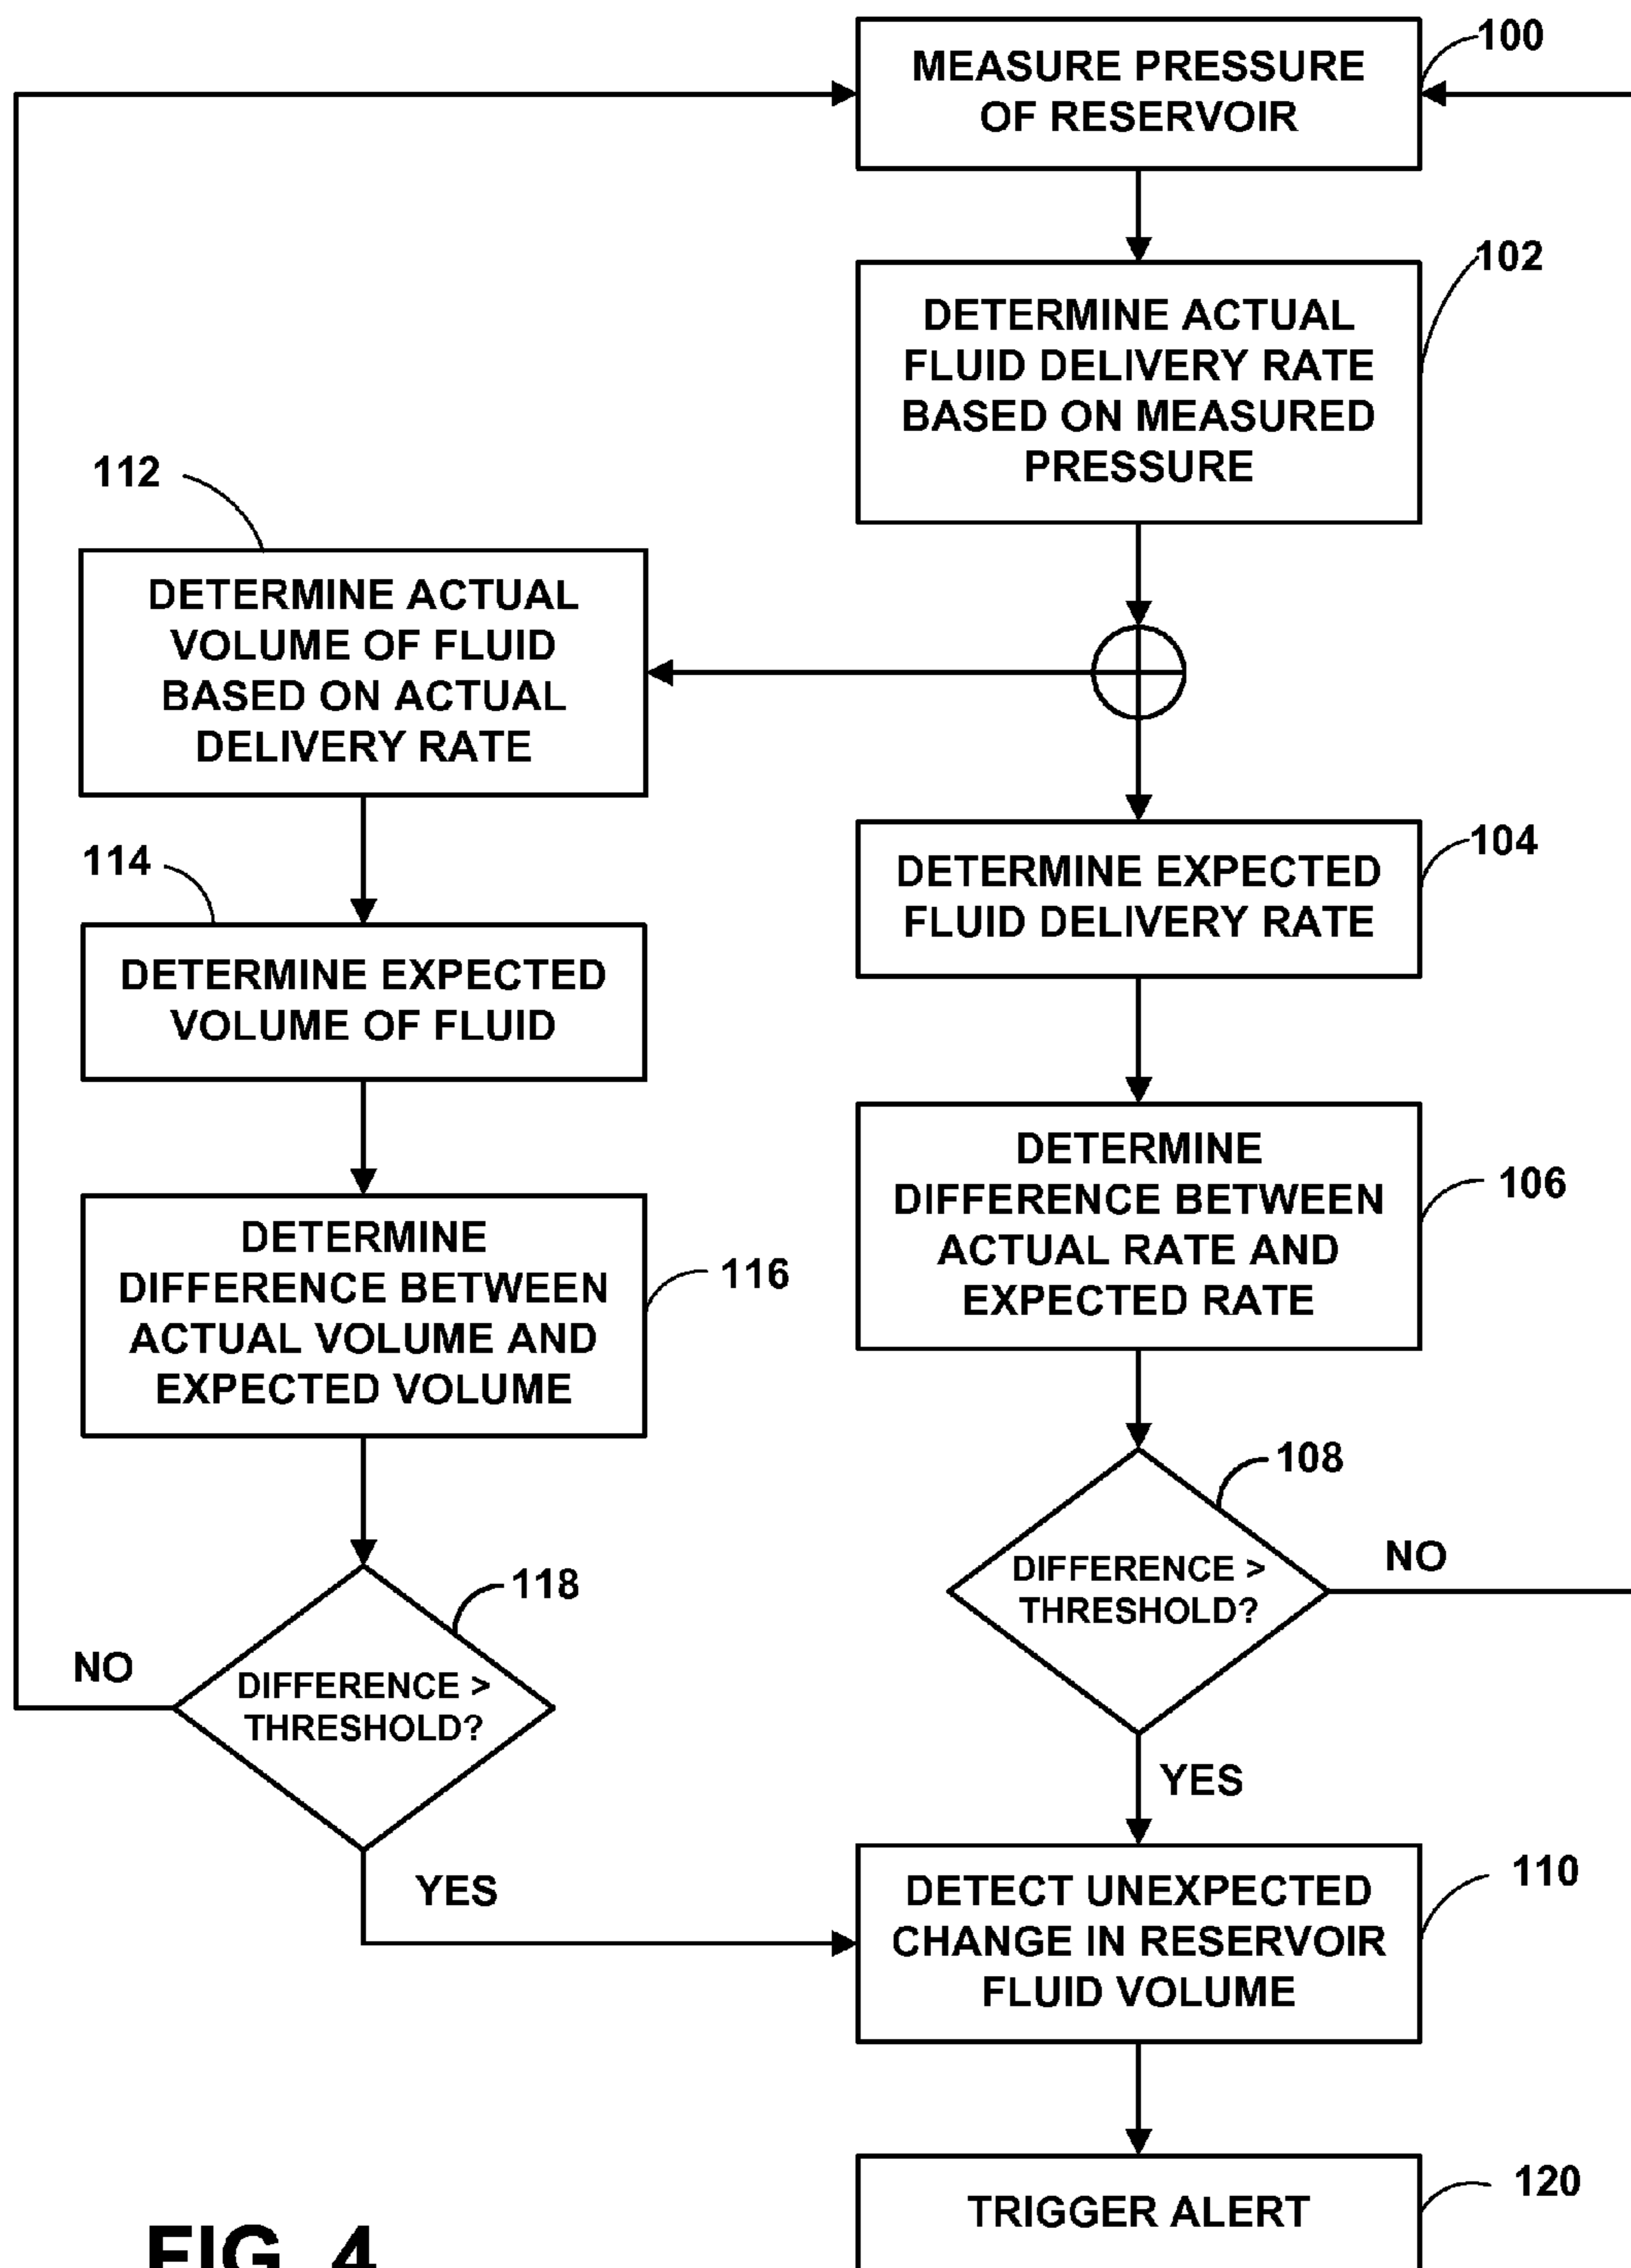 100
MEASURE PRESSURE
OF RESERVOIR
102
DETERMINE ACTUAL
FLUID DELIVERY RATE
BASED ON MEASURED
PRESSURE
112
DETERMINE ACTUAL
VOLUME OF FLUID
BASED ON ACTUAL
DELIVERY RATE
104
DETERMINE EXPECTED
FLUID DELIVERY RATE
114
DETERMINE EXPECTED
VOLUME OF FLUID
106
DETERMINE
DIFFERENCE BETWEEN
ACTUAL RATE AND
EXPECTED RATE
116
DETERMINE
DIFFERENCE BETWEEN
ACTUAL VOLUME AND
EXPECTED VOLUME
108
DIFFERENCE >
THRESHOLD?
NO
118
DIFFERENCE >
THRESHOLD?
NO
YES
YES
110
DETECT UNEXPECTED
CHANGE IN RESERVOIR
FLUID VOLUME
120
TRIGGER ALERT
FIG. 4